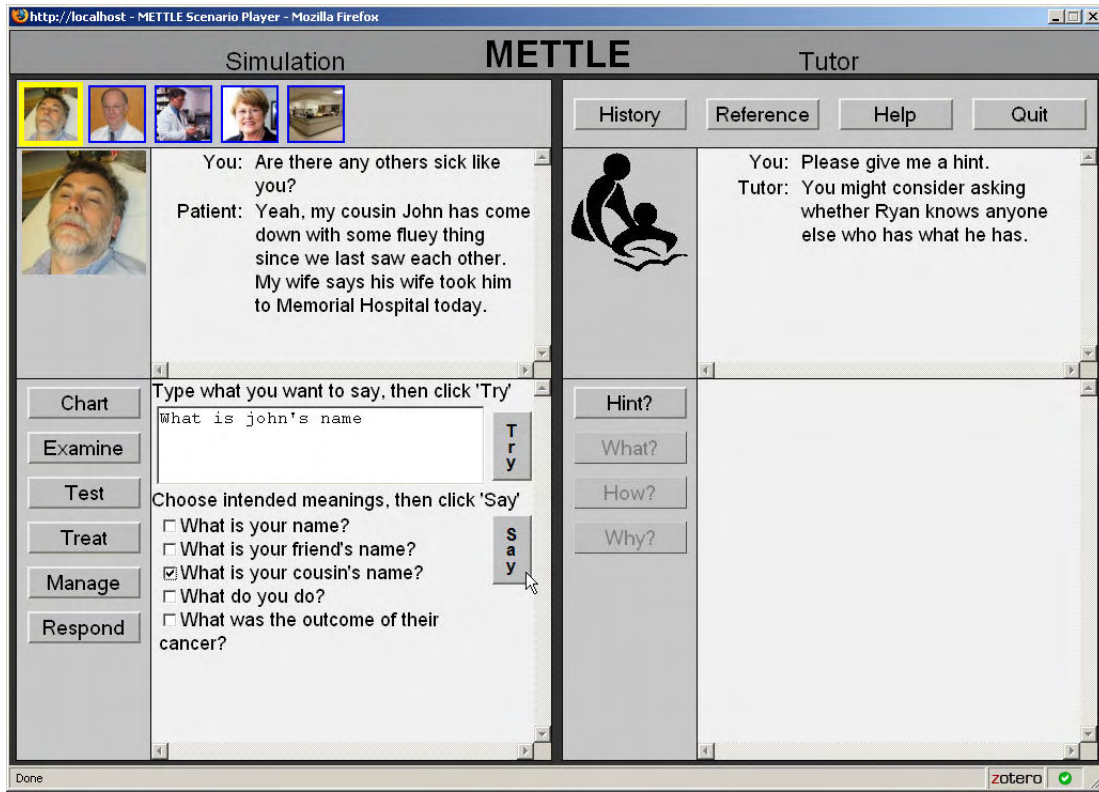 http://localhost - METTLE Scenario Player - Mozilla Firefox
Simulation
METTLE
Tutor
History
Reference
Help
Quit
You: Are there any others sick like
you?
Patient: Yeah, my cousin John has come
down with some fluey thing
since we last saw each other.
My wife says his wife took him
to Memorial Hospital today.
You: Please give me a hint.
Tutor: You might consider asking
whether Ryan knows anyone
else who has what he has.
Chart
Examine
Test
Treat
Manage
Respond
Type what you want to say, then click 'Try'
What is john's name
Try
Choose intended meanings, then click 'Say'
What is your name?
What is your friend's name?
What is your cousin's name?
What do you do?
What was the outcome of their
cancer?
Say
Hint?
What?
How?
Why?
Done
zotero